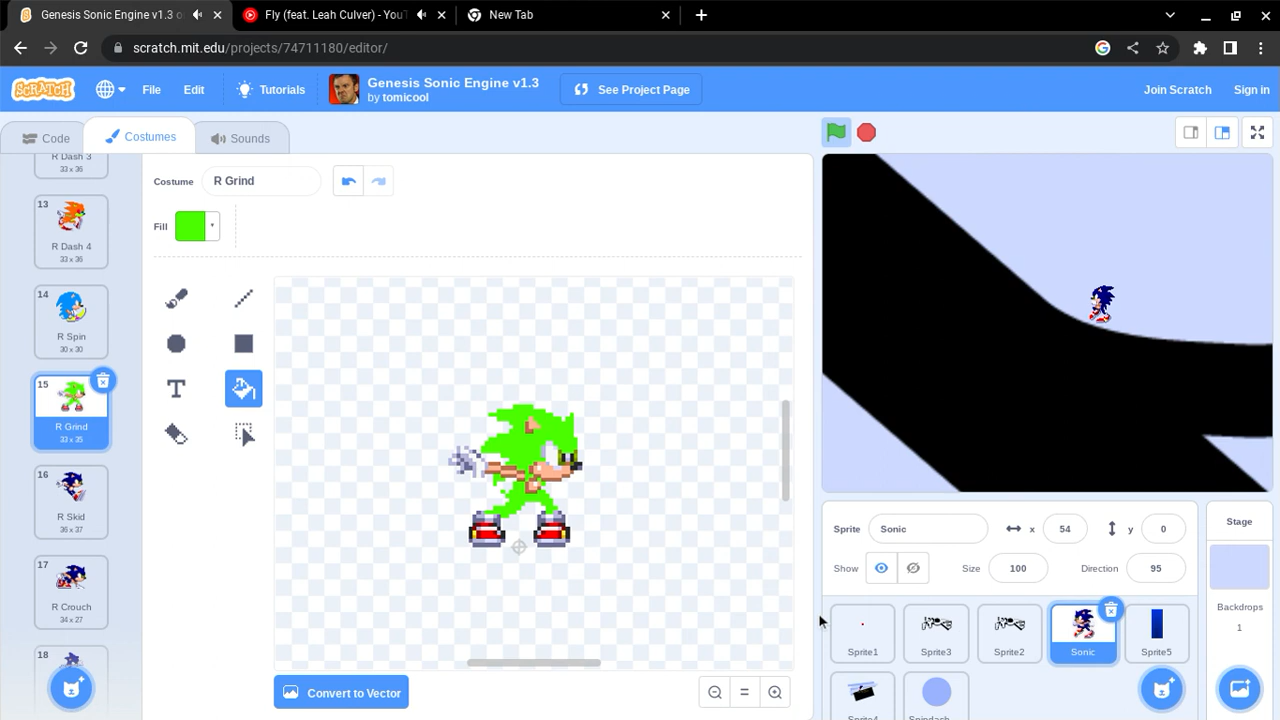 Genesis Sonic Engine v1.3
Fly (feat. Leah Culver) - YouT
New Tab
scratch.mit.edu/projects/74711180/editor/
SCRATCH
File
Edit
Tutorials
Genesis Sonic Engine v1.3
by tomicool
See Project Page
Join Scratch
Sign in
Code
Costumes
Sounds
R Dash 3
33 x 36
13
R Dash 4
33 x 36
14
R Spin
30 x 30
15
R Grind
33 x 35
16
R Skid
36 x 37
17
R Crouch
34 x 27
18
Costume
R Grind
Fill
T
Convert to Vector
Sprite
Sonic
x
54
y
0
Show
Size
100
Direction
95
Sprite1
Sprite3
Sprite2
Sonic
Sprite5
Sprite4
Spindash
Stage
Backdrops
1